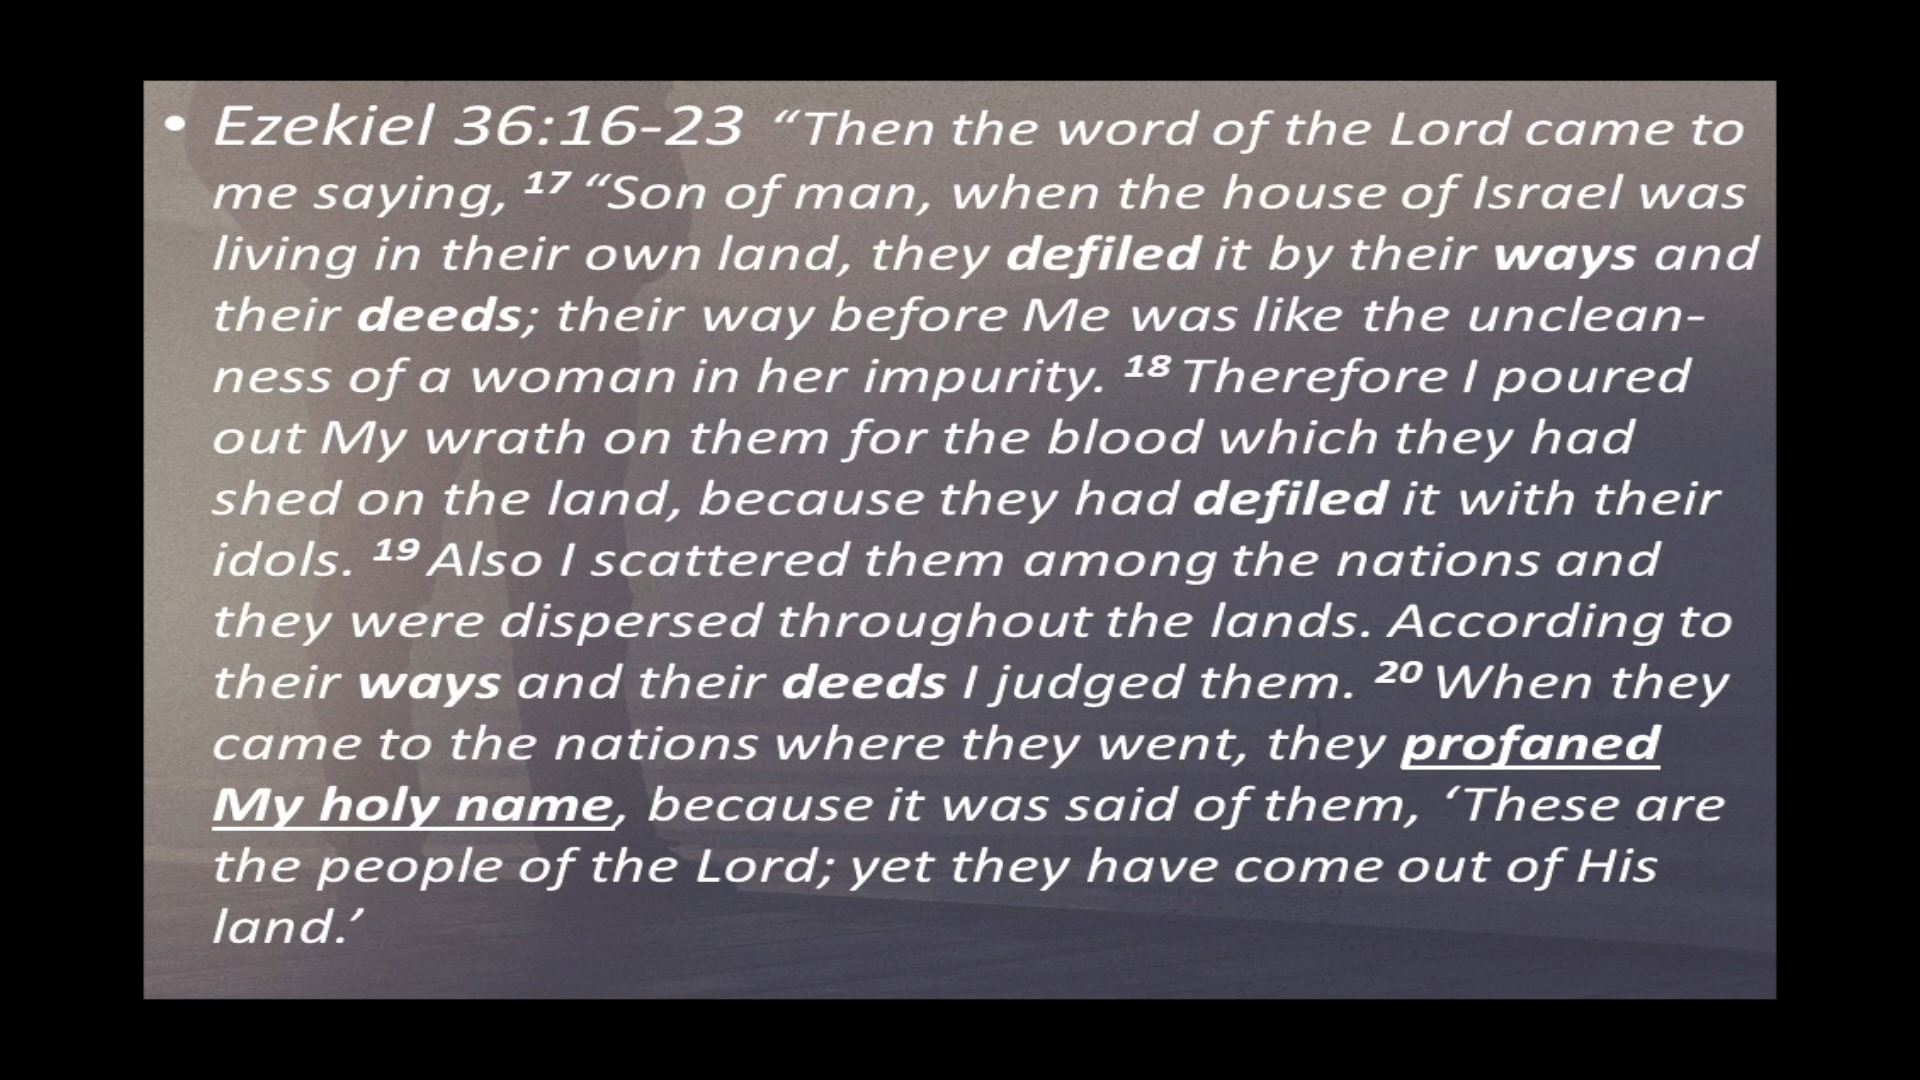 • Ezekiel 36:16-23 “Then the word of the Lord came to
me saying, 17 “Son of man, when the house of Israel was
living in their own land, they defiled it by their ways and
their deeds; their way before Me was like the unclean-
ness of a woman in her impurity. 18 Therefore I poured
out My wrath on them for the blood which they had
shed on the land, because they had defiled it with their
idols. 19 Also I scattered them among the nations and
they were dispersed throughout the lands. According to
their ways and their deeds I judged them. 20 When they
came to the nations where they went, they profaned
My holy name, because it was said of them, ‘These are
the people of the Lord; yet they have come out of His
land.’